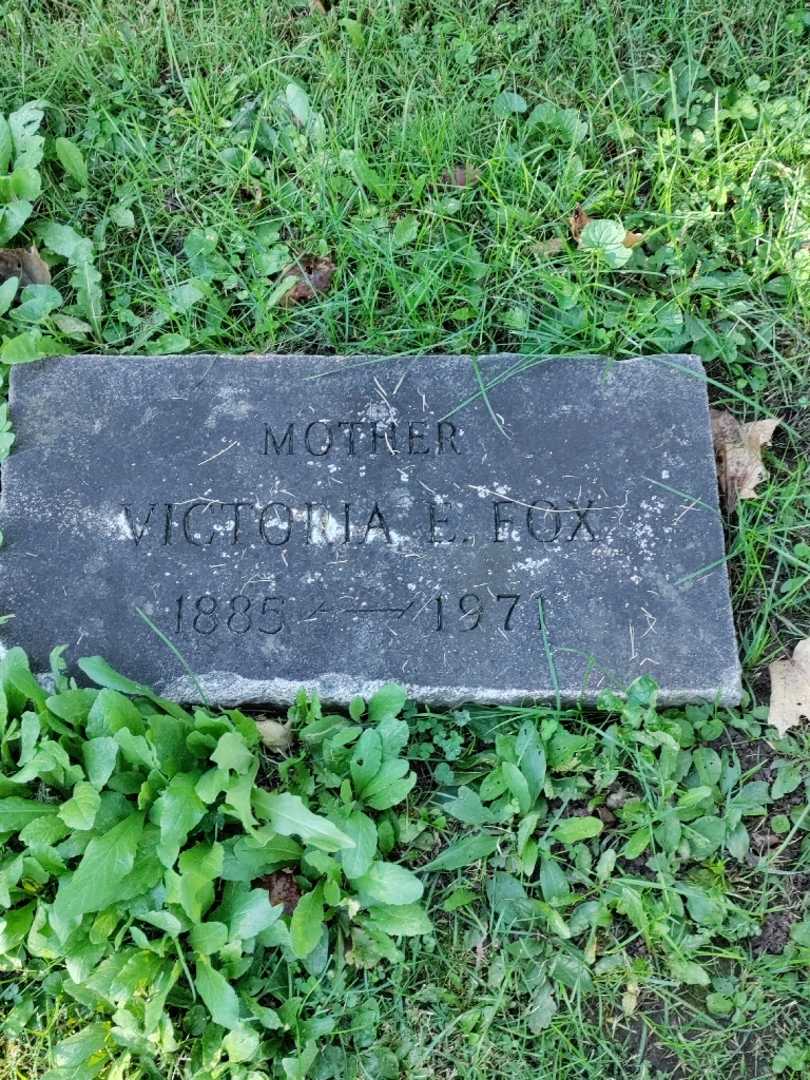 MOTHER
VICTORIA E. FOX
1885 — 1971